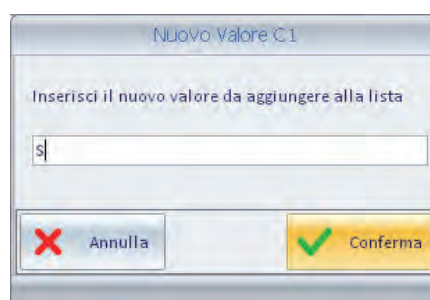 Nuovo Valore C1
Inserisci il nuovo valore da aggiungere alla lista
S
Annulla
Conferma